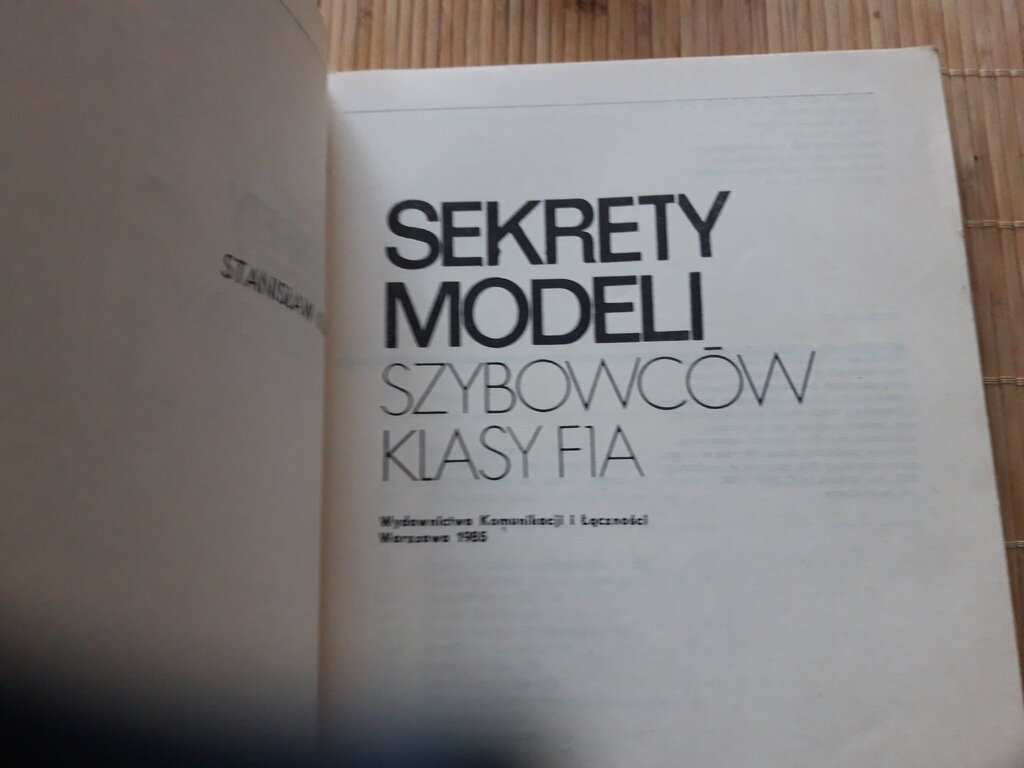 STANISŁAW
SEKRETY
MODELI
SZYBOWCÓW
KLASY F1A
Wydawnictwa Komunikacji i Łączności
Warszawa 1985